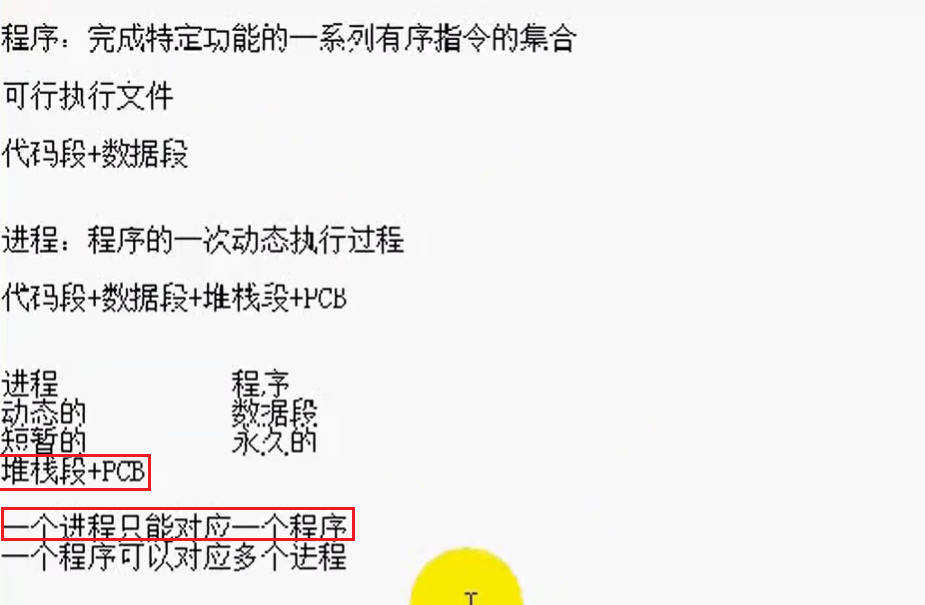 程序：完成特定功能的一系列有序指令的集合
可行执行文件
代码段+数据段
进程：程序的一次动态执行过程
代码段+数据段+堆栈段+PCB
进程 程序
动态的 数据段
短暂的 永久的
堆栈段+PCB
一个进程只能对应一个程序
一个程序可以对应多个进程